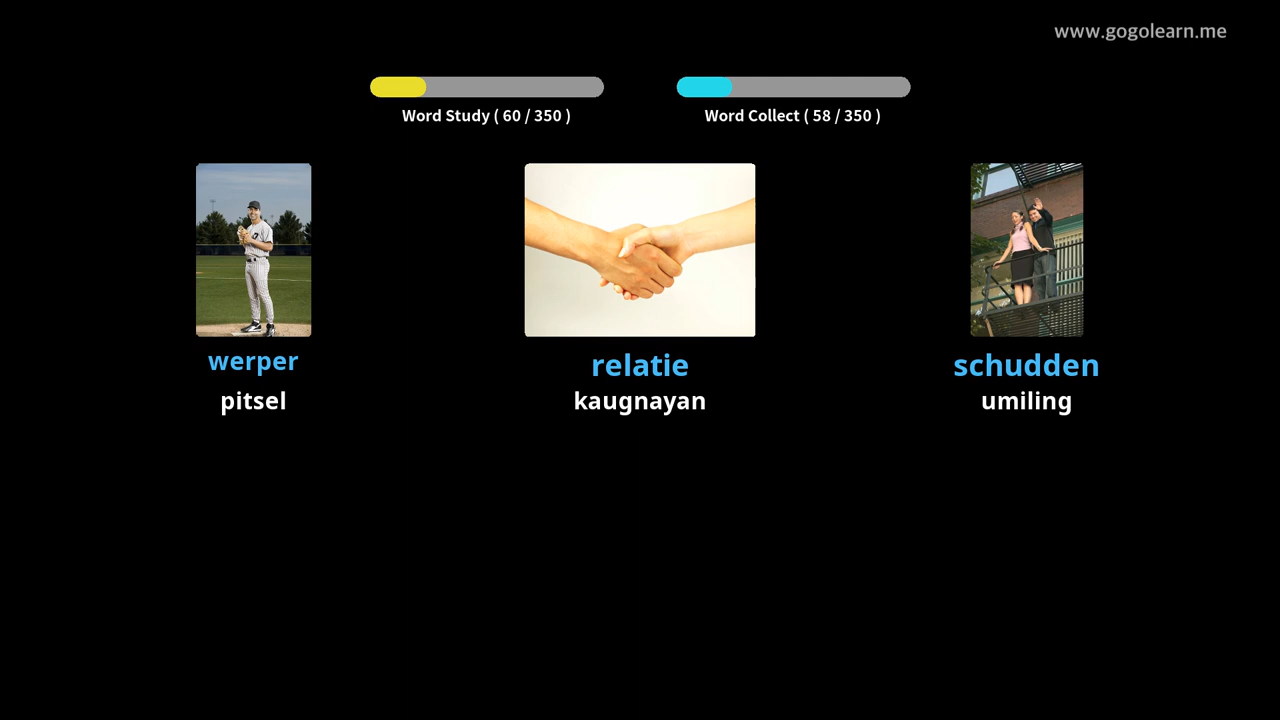 www.gogolearn.me
Word Study ( 60 / 350 )
Word Collect ( 58 / 350 )
werper
pitsel
relatie
kaugnayan
schudden
umiling